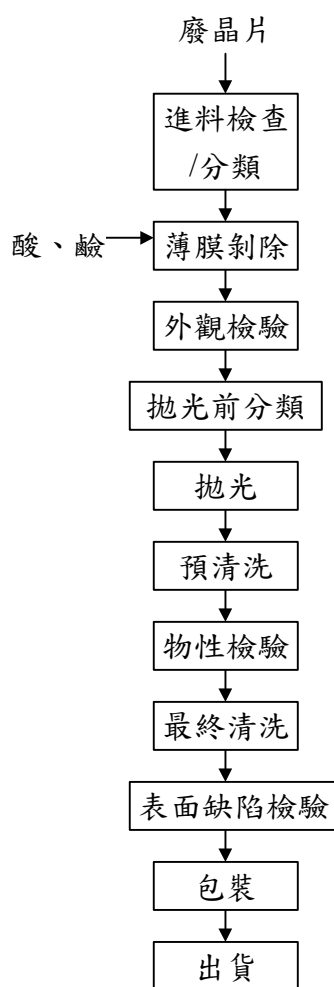 廢晶片
進料檢查
/分類
酸、鹼
薄膜剝除
外觀檢驗
拋光前分類
拋光
預清洗
物性檢驗
最終清洗
表面缺陷檢驗
包裝
出貨